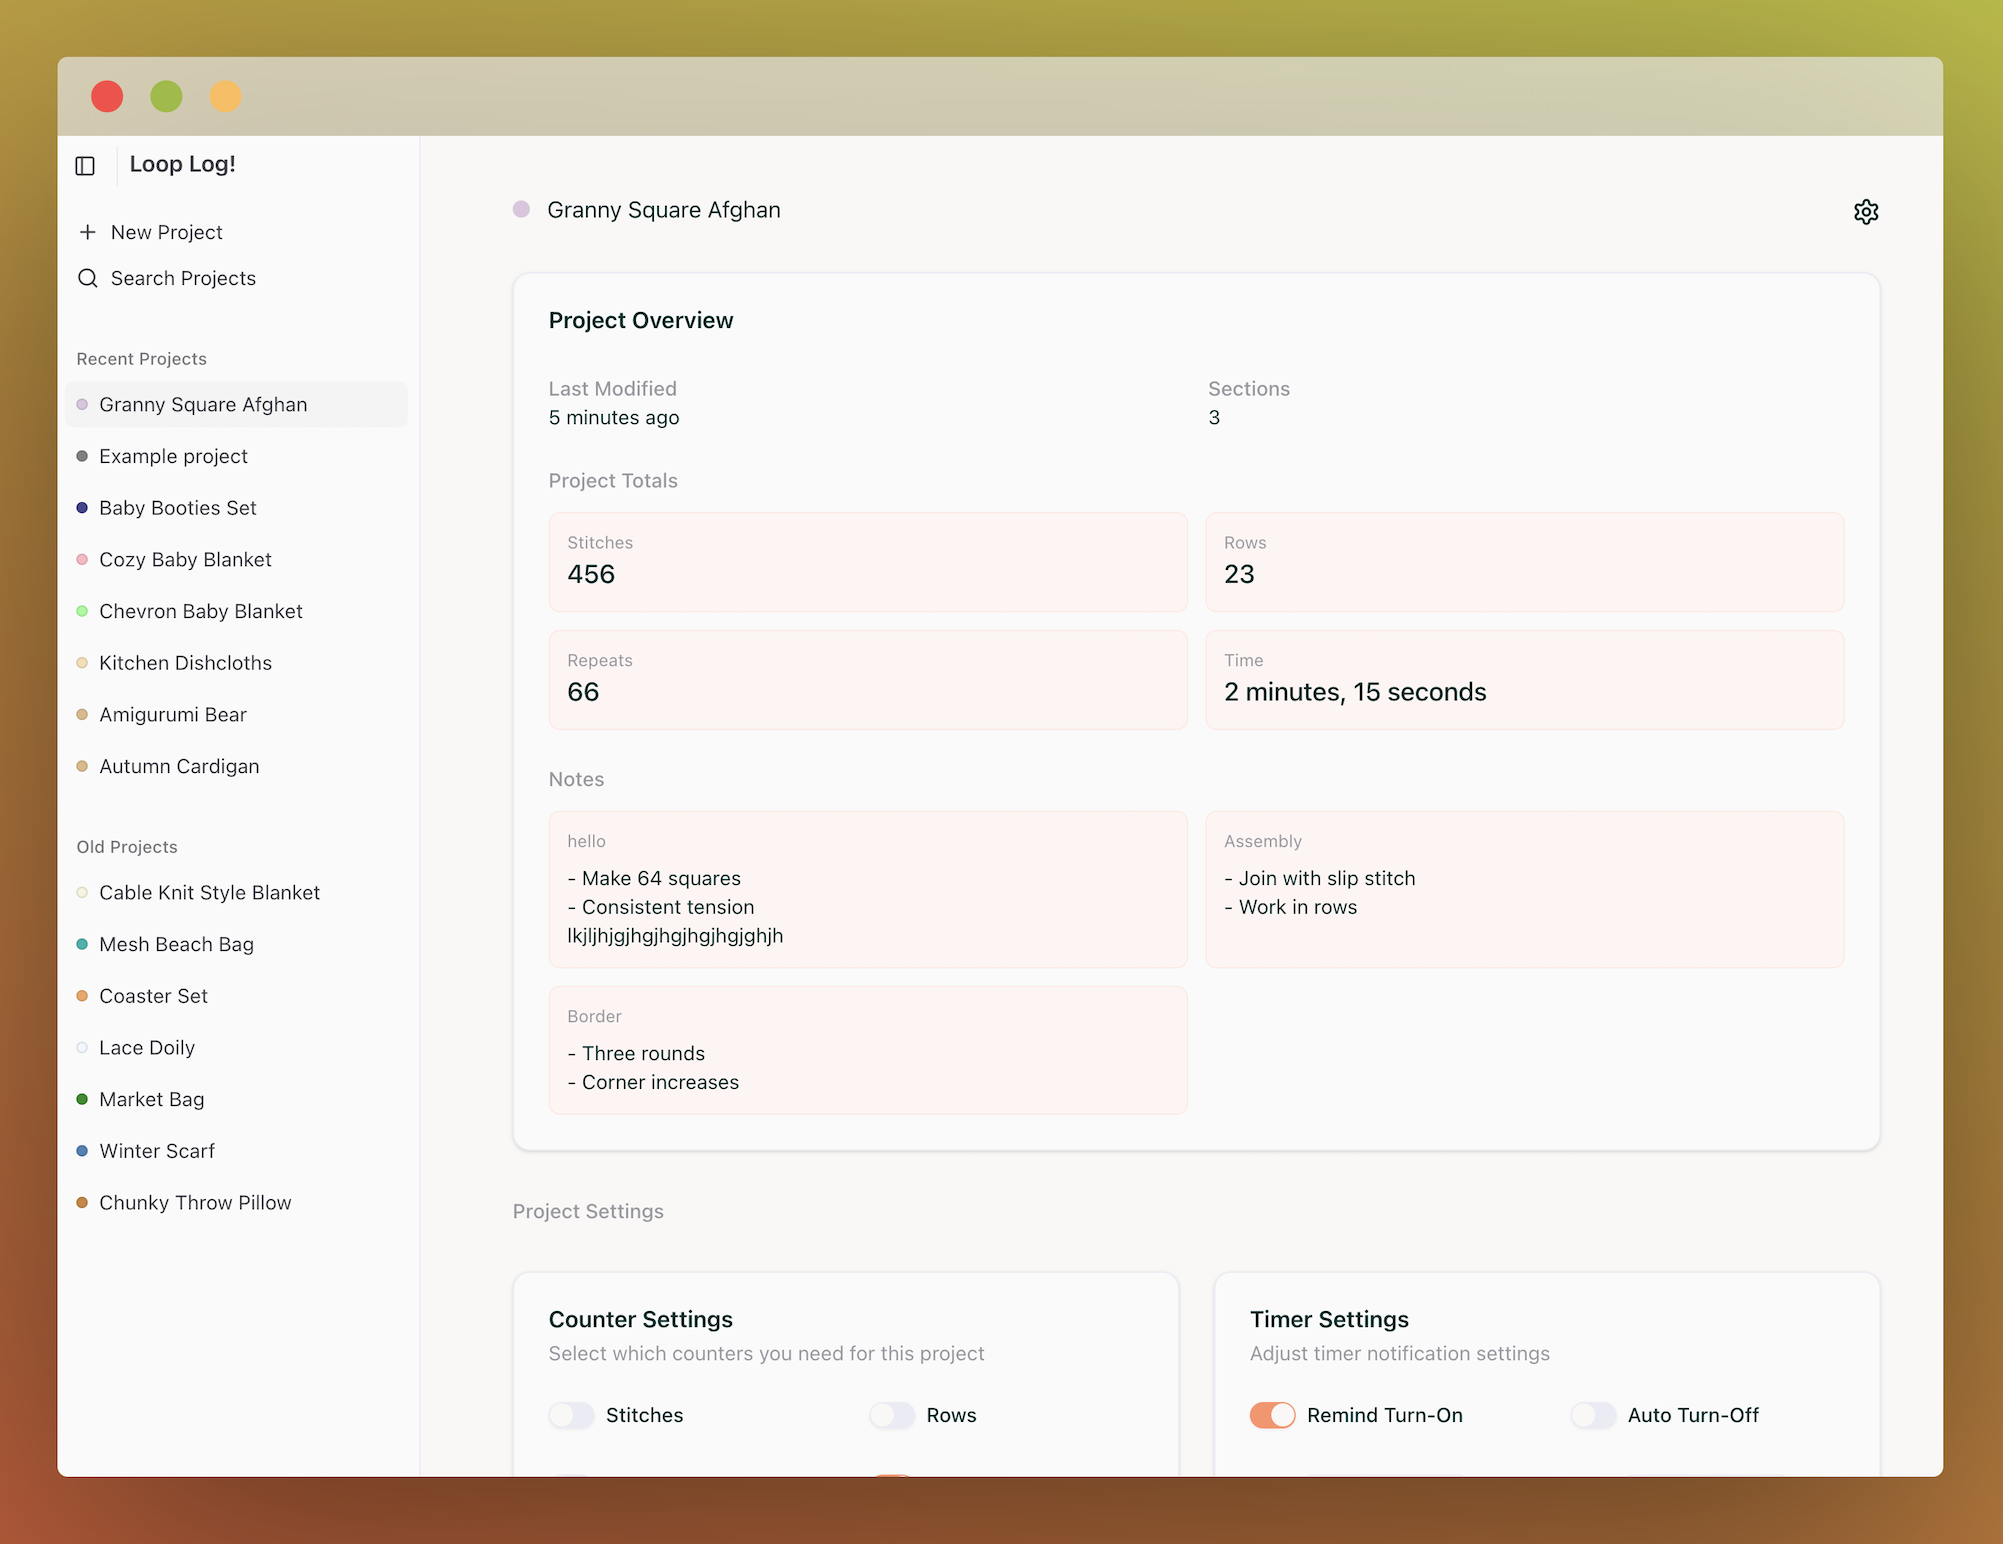 Loop Log!
New Project
Search Projects
Recent Projects
Granny Square Afghan
Example project
Baby Booties Set
Cozy Baby Blanket
Chevron Baby Blanket
Kitchen Dishcloths
Amigurumi Bear
Autumn Cardigan
Old Projects
Cable Knit Style Blanket
Mesh Beach Bag
Coaster Set
Lace Doily
Market Bag
Winter Scarf
Chunky Throw Pillow
Granny Square Afghan
Project Overview
Last Modified
5 minutes ago
Sections
3
Project Totals
Stitches
456
Rows
23
Repeats
66
Time
2 minutes, 15 seconds
Notes
hello
- Make 64 squares
- Consistent tension
lkjljhjgjhgjhgjhgjhgjghjh
Assembly
- Join with slip stitch
- Work in rows
Border
- Three rounds
- Corner increases
Project Settings
Counter Settings
Select which counters you need for this project
Stitches
Rows
Timer Settings
Adjust timer notification settings
Remind Turn-On
Auto Turn-Off